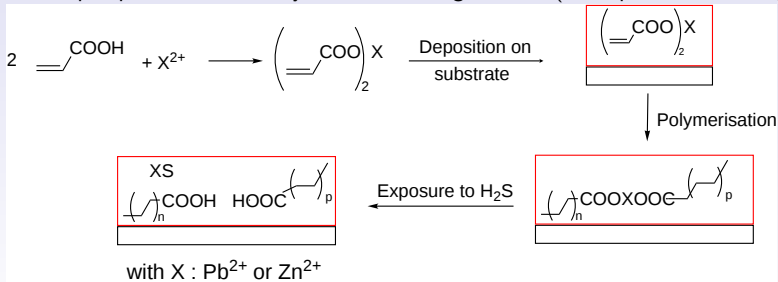 2 COOH + X2+ ( COO)2 X
Deposition on
substrate
( COO)2 X
Polymerisation
XS
( )n COOH HOOC ( )p
Exposure to H2S
( )n COOXOOC ( )p
with X : Pb2+ or Zn2+